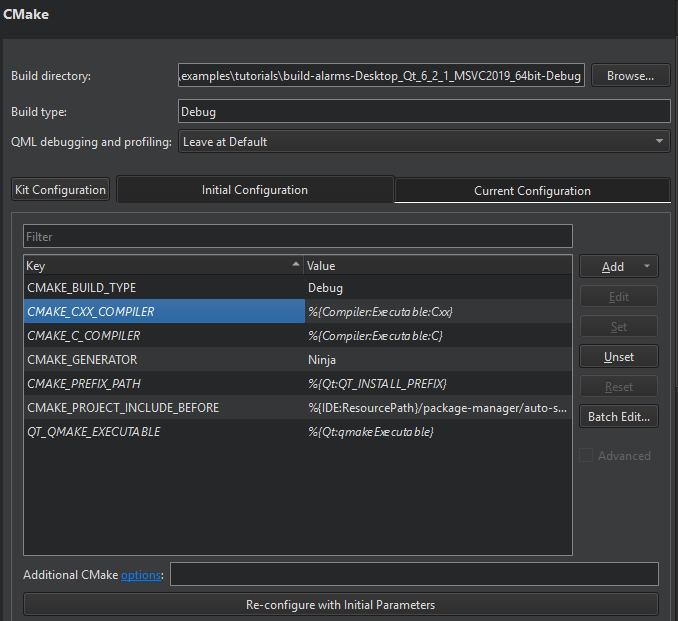 CMake
Build directory: \examples\tutorials\build-alarms-Desktop_Qt_6_2_1_MSVC2019_64bit-Debug Browse...
Build type: Debug
QML debugging and profiling: Leave at Default
Kit Configuration Initial Configuration Current Configuration
Filter
Key Value
CMAKE_BUILD_TYPE Debug
CMAKE_CXX_COMPILER %{Compiler:Executable:Cxx}
CMAKE_C_COMPILER %{Compiler:Executable:C}
CMAKE_GENERATOR Ninja
CMAKE_PREFIX_PATH %{Qt:QT_INSTALL_PREFIX}
CMAKE_PROJECT_INCLUDE_BEFORE %{IDE:ResourcePath}/package-manager/auto-s...
QT_QMAKE_EXECUTABLE %{Qt:qmakeExecutable}
Add
Edit
Set
Unset
Reset
Batch Edit...
Advanced
Additional CMake options:
Re-configure with Initial Parameters